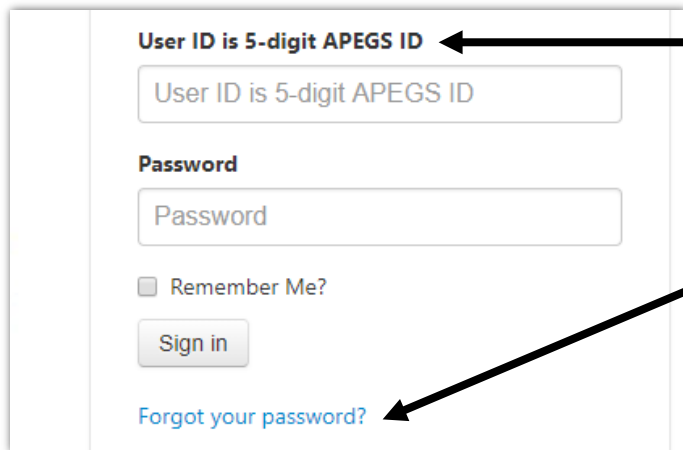 User ID is 5-digit APEGS ID
User ID is 5-digit APEGS ID
Password
Password
Remember Me?
Sign in
Forgot your password?